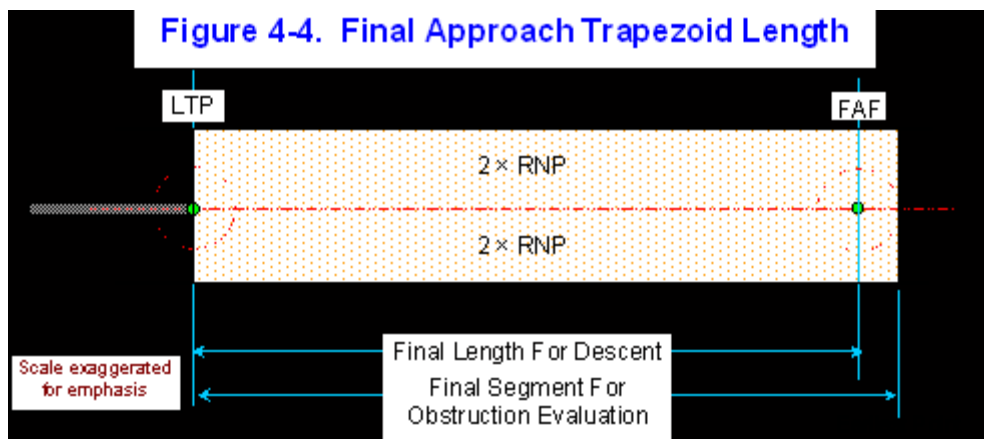 Figure 4-4. Final Approach Trapezoid Length
LTP
FAF
2 × RNP
2 × RNP
Final Length For Descent
Scale exaggerated
for emphasis
Final Segment For
Obstruction Evaluation